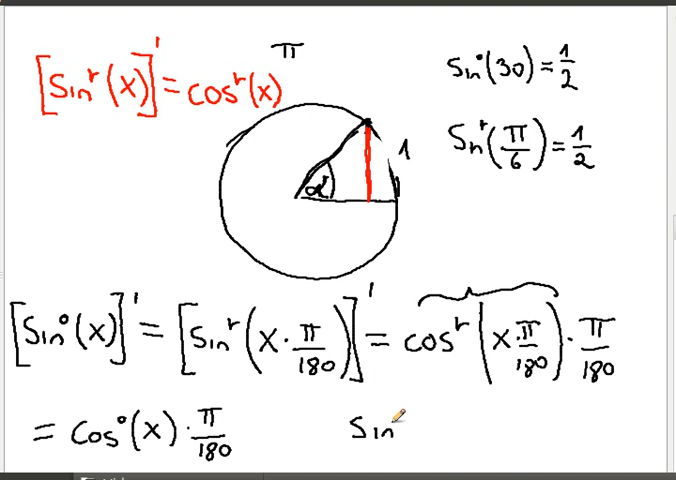 π
[Sinʳ(x)]' = cosʳ(x)
sin°(30) = 1/2
Sinʳ(π/6) = 1/2
1
α
[Sin°(x)]' = [Sinʳ(x · π/180)]' = cosʳ(x · π/180) · π/180
= cos°(x) · π/180
Sin